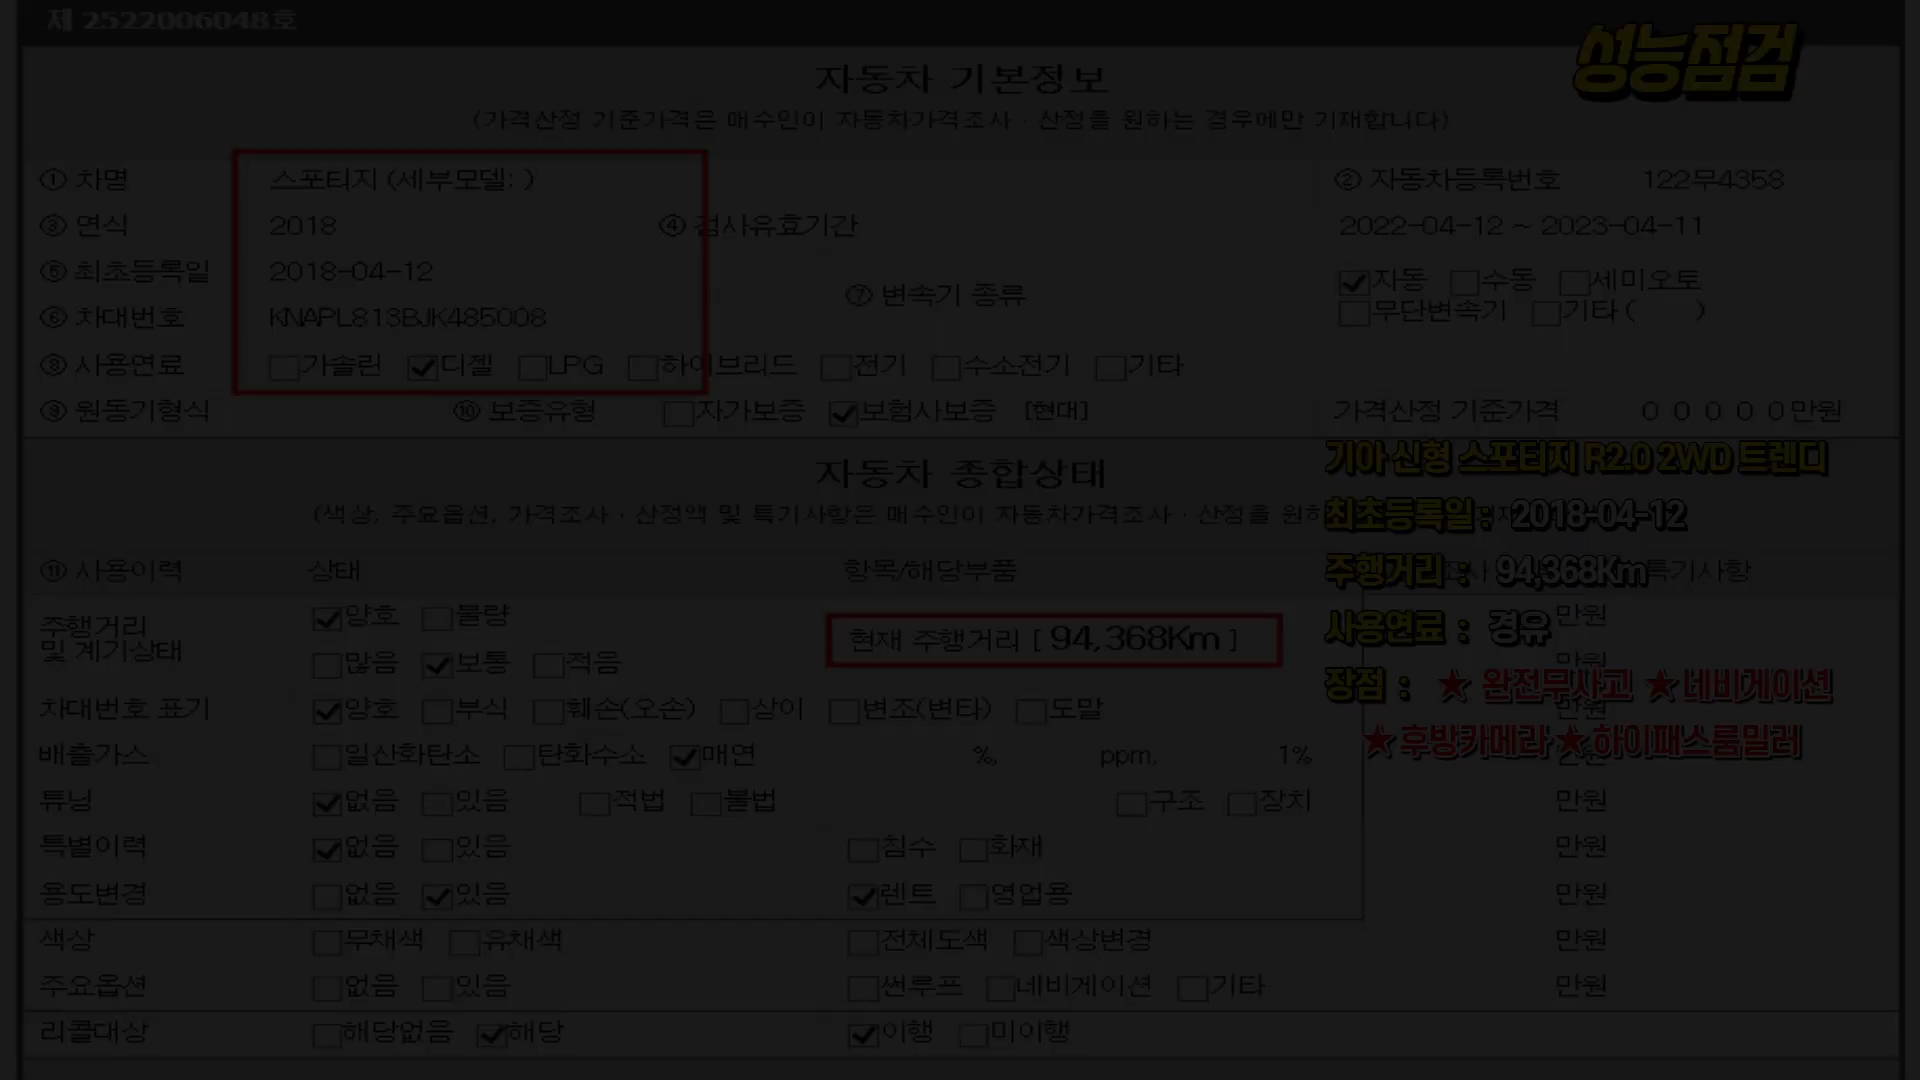 제 2522006048호
성능점검
자동차 기본정보
(가격산정 기준가격은 매수인이 자동차가격조사 · 산정을 원하는 경우에만 기재합니다)
① 차명 스포티지 (세부모델: ) ② 자동차등록번호 122무4358
③ 연식 2018 ④ 검사유효기간 2022-04-12 ~ 2023-04-11
⑤ 최초등록일 2018-04-12
⑦ 변속기 종류 자동 수동 세미오토
무단변속기 기타 ( )
⑥ 차대번호 KNAPL813BJK485008
⑧ 사용연료 가솔린 디젤 LPG 하이브리드 전기 수소전기 기타
⑨ 원동기형식 ⑩ 보증유형 자가보증 보험사보증 [현대] 가격산정 기준가격 0 0 0 0 0만원
자동차 종합상태
(색상, 주요옵션, 가격조사 · 산정액 및 특기사항은 매수인이 자동차가격조사 · 산정을 원하
⑪ 사용이력 상태 항목/해당부품 특기사항
주행거리
및 계기상태
양호 불량 만원
많음 보통 적음 만원
현재 주행거리 [ 94,368Km ]
차대번호 표기 양호 부식 훼손(오손) 상이 변조(변타) 도말 만원
배출가스 일산화탄소 탄화수소 매연 %, ppm, 1% 만원
튜닝 없음 있음 적법 불법 구조 장치 만원
특별이력 없음 있음 침수 화재 만원
용도변경 없음 있음 렌트 영업용 만원
색상 무채색 유채색 전체도색 색상변경 만원
주요옵션 없음 있음 썬루프 네비게이션 기타 만원
리콜대상 해당없음 해당 이행 미이행
기아 신형 스포티지 R2.0 2WD 트렌디
최초등록일 : 2018-04-12
주행거리 : 94,368Km
사용연료 : 경유
장점 : ★ 완전무사고 ★네비게이션
★후방카메라★하이패스룸밀러